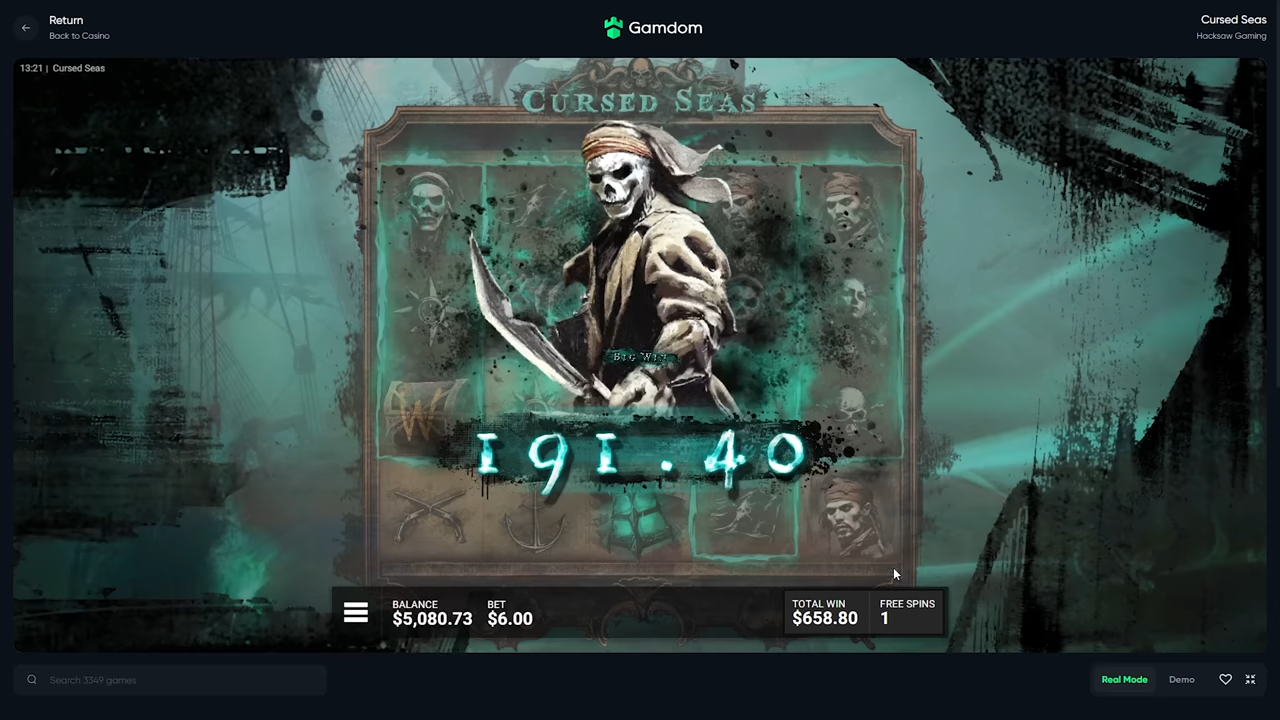 Return
Back to Casino
Gamdom
Cursed Seas
Hacksaw Gaming
13:21 | Cursed Seas
CURSED SEAS
W
BIG WIN
191.40
BALANCE
$5,080.73
BET
$6.00
TOTAL WIN
$658.80
FREE SPINS
1
Search 3349 games
Real Mode
Demo